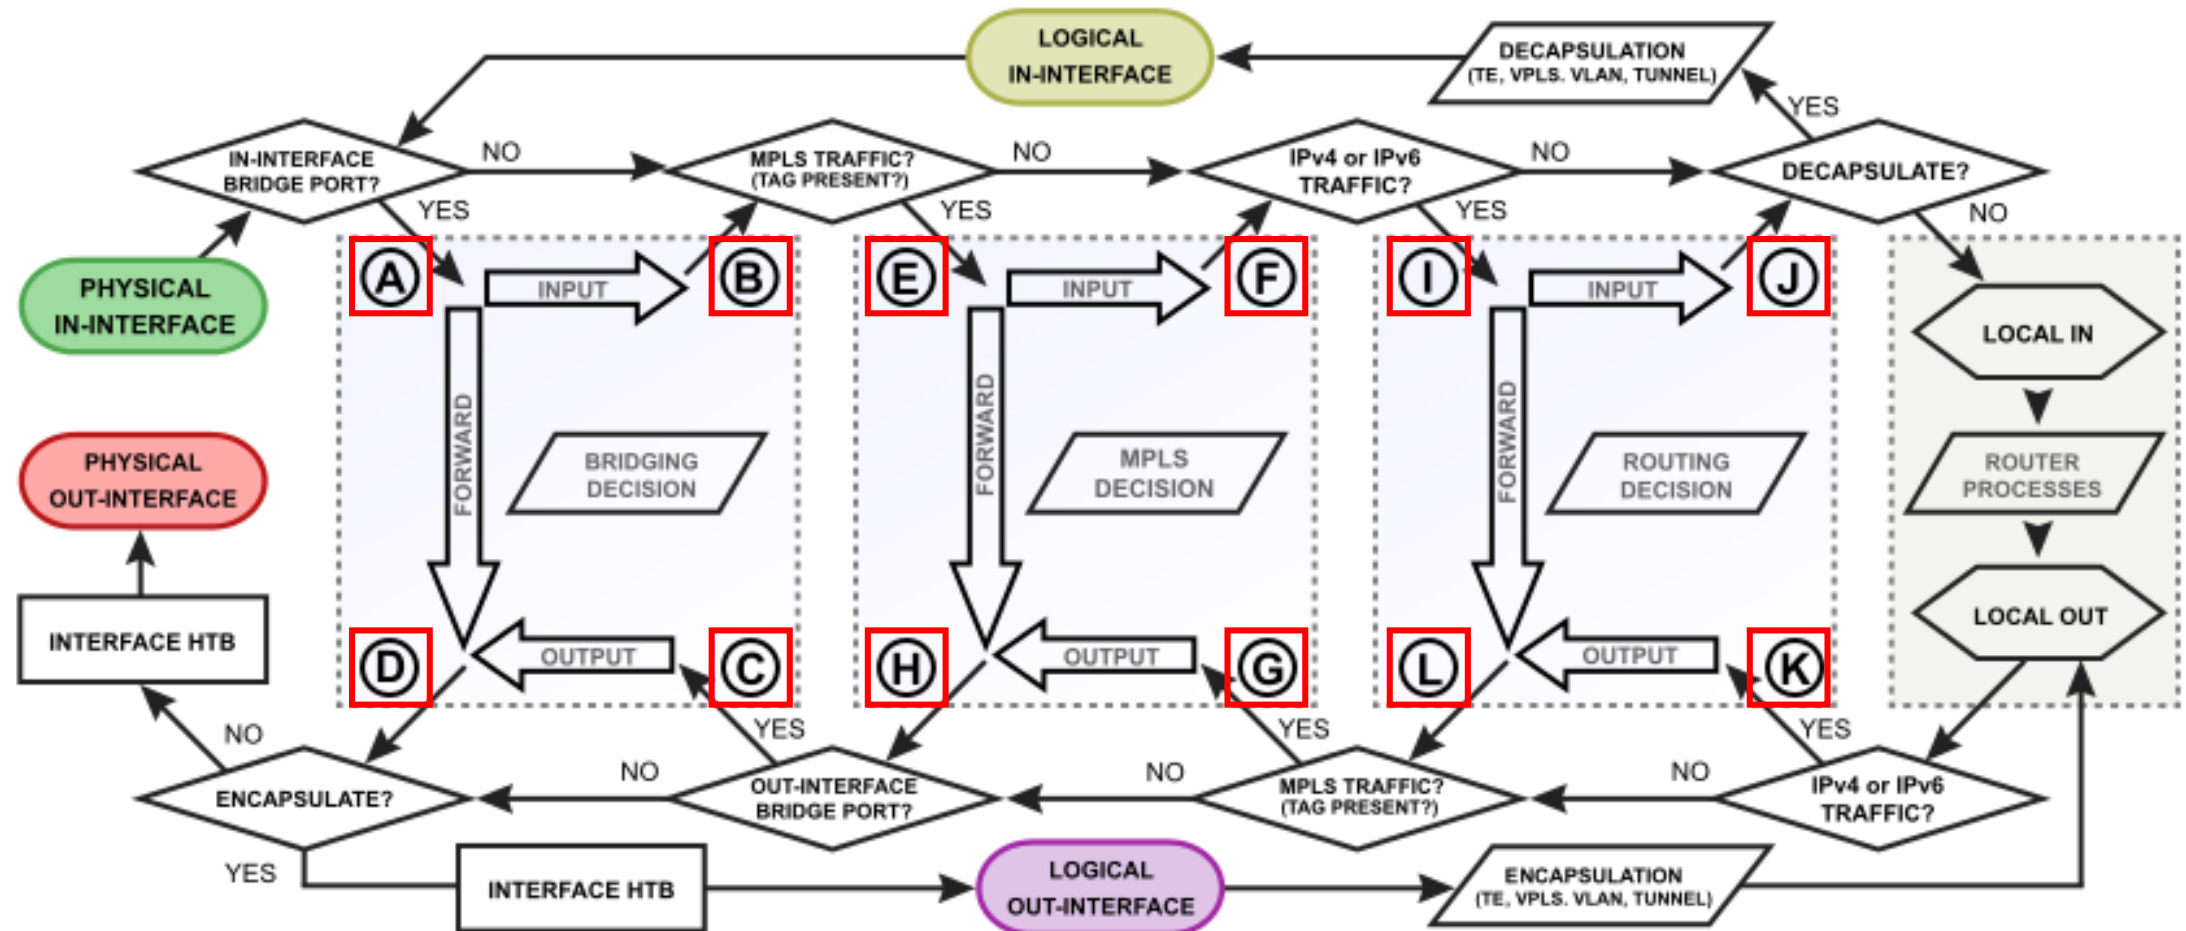 LOGICAL
IN-INTERFACE
DECAPSULATION
(TE, VPLS. VLAN, TUNNEL)
YES
IN-INTERFACE
BRIDGE PORT?
NO
MPLS TRAFFIC?
(TAG PRESENT?)
NO
IPv4 or IPv6
TRAFFIC?
NO
DECAPSULATE?
YES
YES
YES
NO
PHYSICAL
IN-INTERFACE
A
INPUT
B
E
INPUT
F
I
INPUT
J
LOCAL IN
FORWARD
FORWARD
FORWARD
PHYSICAL
OUT-INTERFACE
BRIDGING
DECISION
MPLS
DECISION
ROUTING
DECISION
ROUTER
PROCESSES
INTERFACE HTB
D
OUTPUT
C
H
OUTPUT
G
L
OUTPUT
K
LOCAL OUT
NO
YES
YES
YES
ENCAPSULATE?
NO
OUT-INTERFACE
BRIDGE PORT?
NO
MPLS TRAFFIC?
(TAG PRESENT?)
NO
IPv4 or IPv6
TRAFFIC?
YES
INTERFACE HTB
LOGICAL
OUT-INTERFACE
ENCAPSULATION
(TE, VPLS. VLAN, TUNNEL)